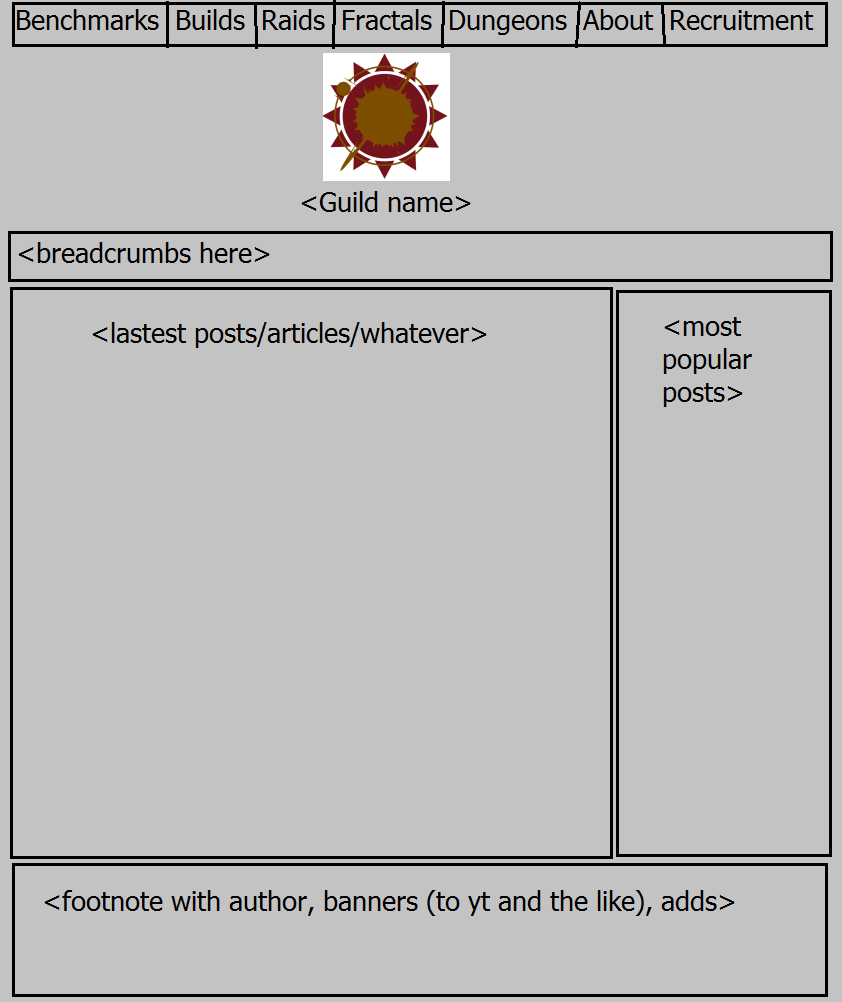 Benchmarks Builds Raids Fractals Dungeons About Recruitment
<Guild name>
<breadcrumbs here>
<lastest posts/articles/whatever>
<most
popular
posts>
<footnote with author, banners (to yt and the like), adds>